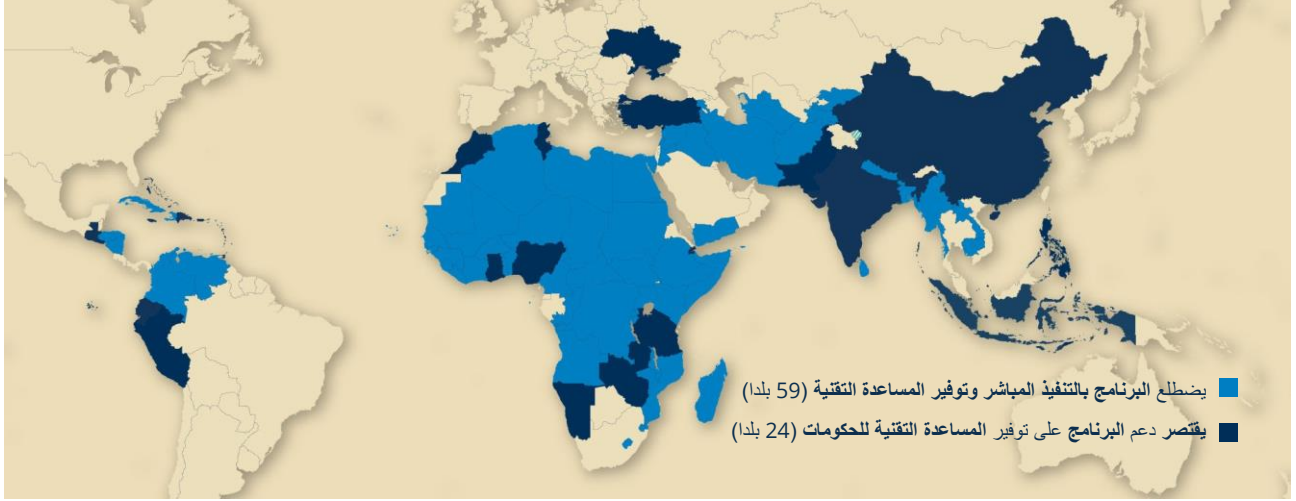 يضطلع البرنامج بالتنفيذ المباشر وتوفير المساعدة التقنية (59 بلدا)
يقتصر دعم البرنامج على توفير المساعدة التقنية للحكومات (24 بلدا)